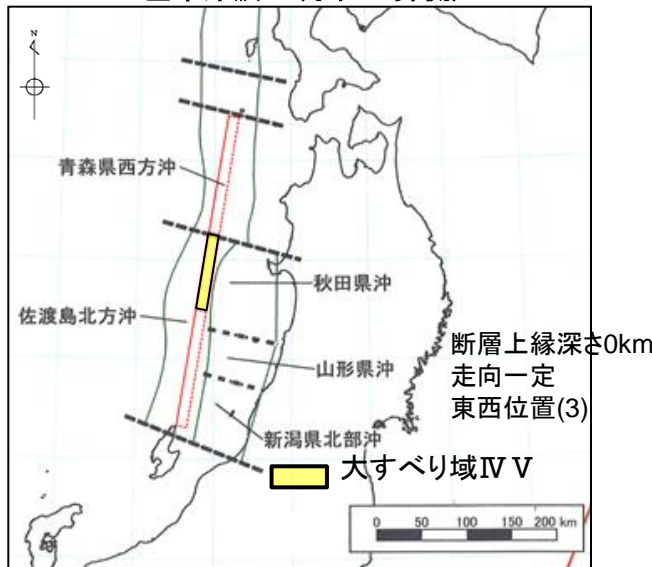 N
青森県西方沖
秋田県沖
佐渡島北方沖
断層上縁深さ0km
山形県沖
走向一定
東西位置(3)
新潟県北部沖
大すべり域Ⅳ Ⅴ
0 50 100 150 200 km